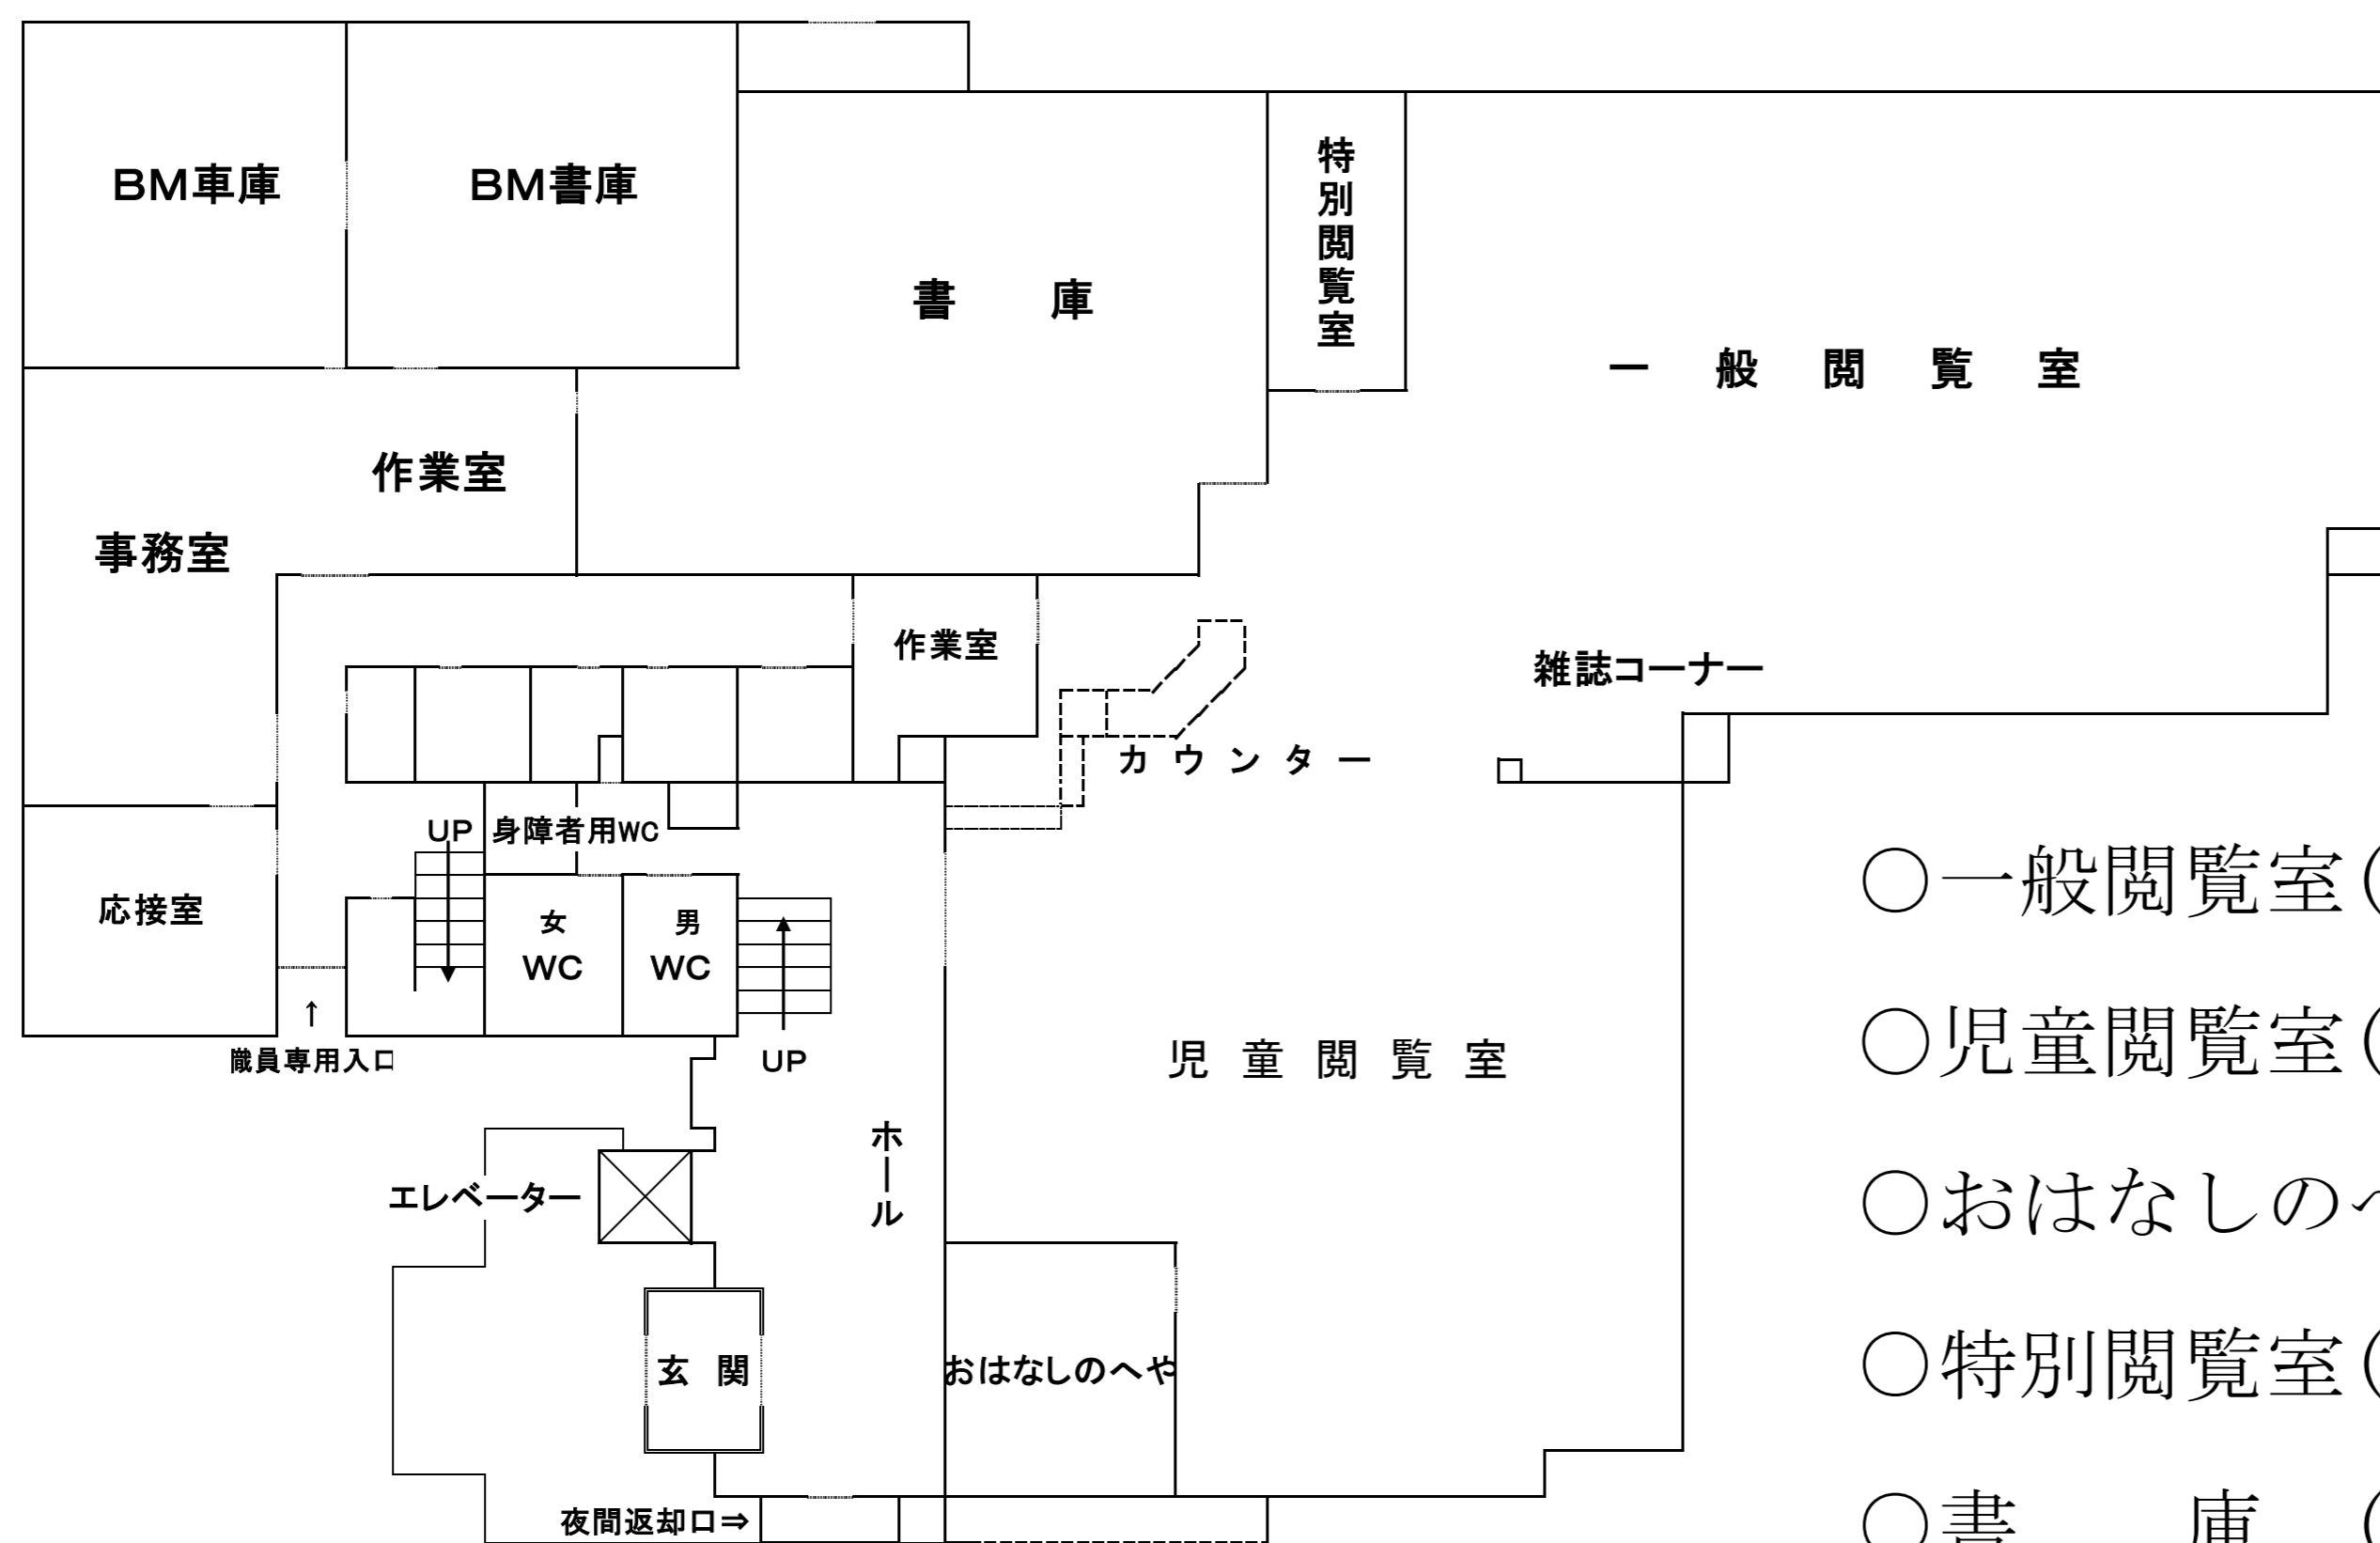 BM車庫
BM書庫
特別閲覧室
書庫
一般閲覧室
作業室
事務室
作業室
雑誌コーナー
カウンター
UP
身障者用WC
応接室
女
WC
男
WC
↑
職員専用入口
UP
児童閲覧室
ホール
エレベーター
玄関
おはなしのへや
夜間返却口⇒
○一般閲覧室(
○児童閲覧室(
○おはなしのへ
○特別閲覧室(
○書庫(